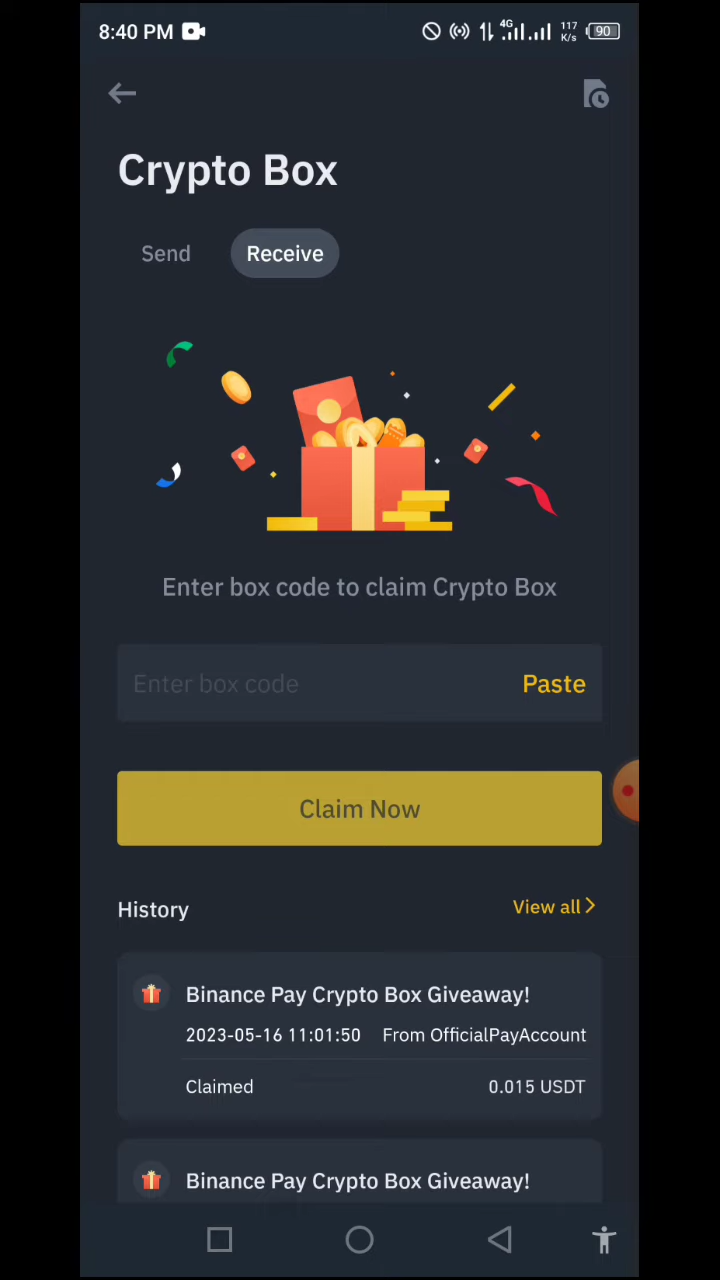 8:40 PM
4G
117
K/s
90
Crypto Box
Send
Receive
Enter box code to claim Crypto Box
Enter box code
Paste
Claim Now
History
View all
Binance Pay Crypto Box Giveaway!
2023-05-16 11:01:50 From OfficialPayAccount
Claimed 0.015 USDT
Binance Pay Crypto Box Giveaway!